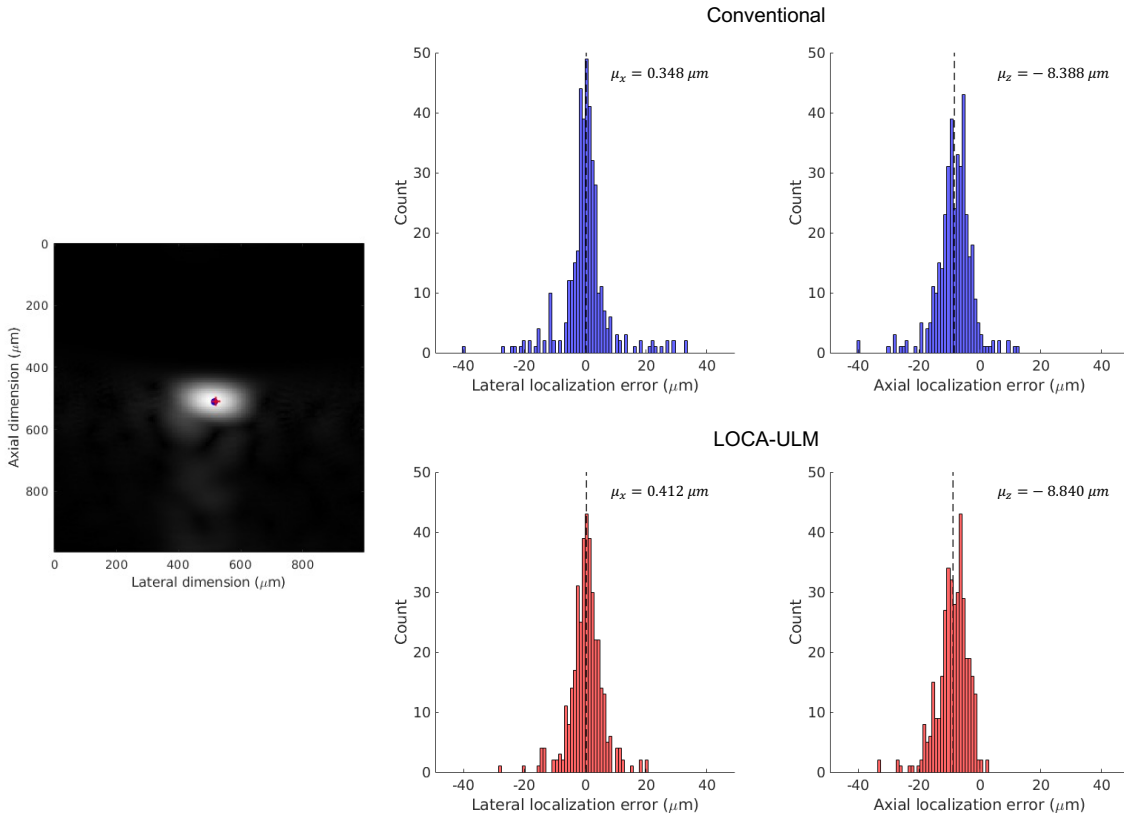 Conventional
50
40
30
20
10
0
Count
μx = 0.348 μm
-40 -20 0 20 40
Lateral localization error (μm)
50
40
30
20
10
0
Count
μz = − 8.388 μm
-40 -20 0 20 40
Axial localization error (μm)
0
200
400
600
800
Axial dimension (μm)
0 200 400 600 800
Lateral dimension (μm)
LOCA-ULM
50
40
30
20
10
0
Count
μx = 0.412 μm
-40 -20 0 20 40
Lateral localization error (μm)
50
40
30
20
10
0
Count
μz = − 8.840 μm
-40 -20 0 20 40
Axial localization error (μm)